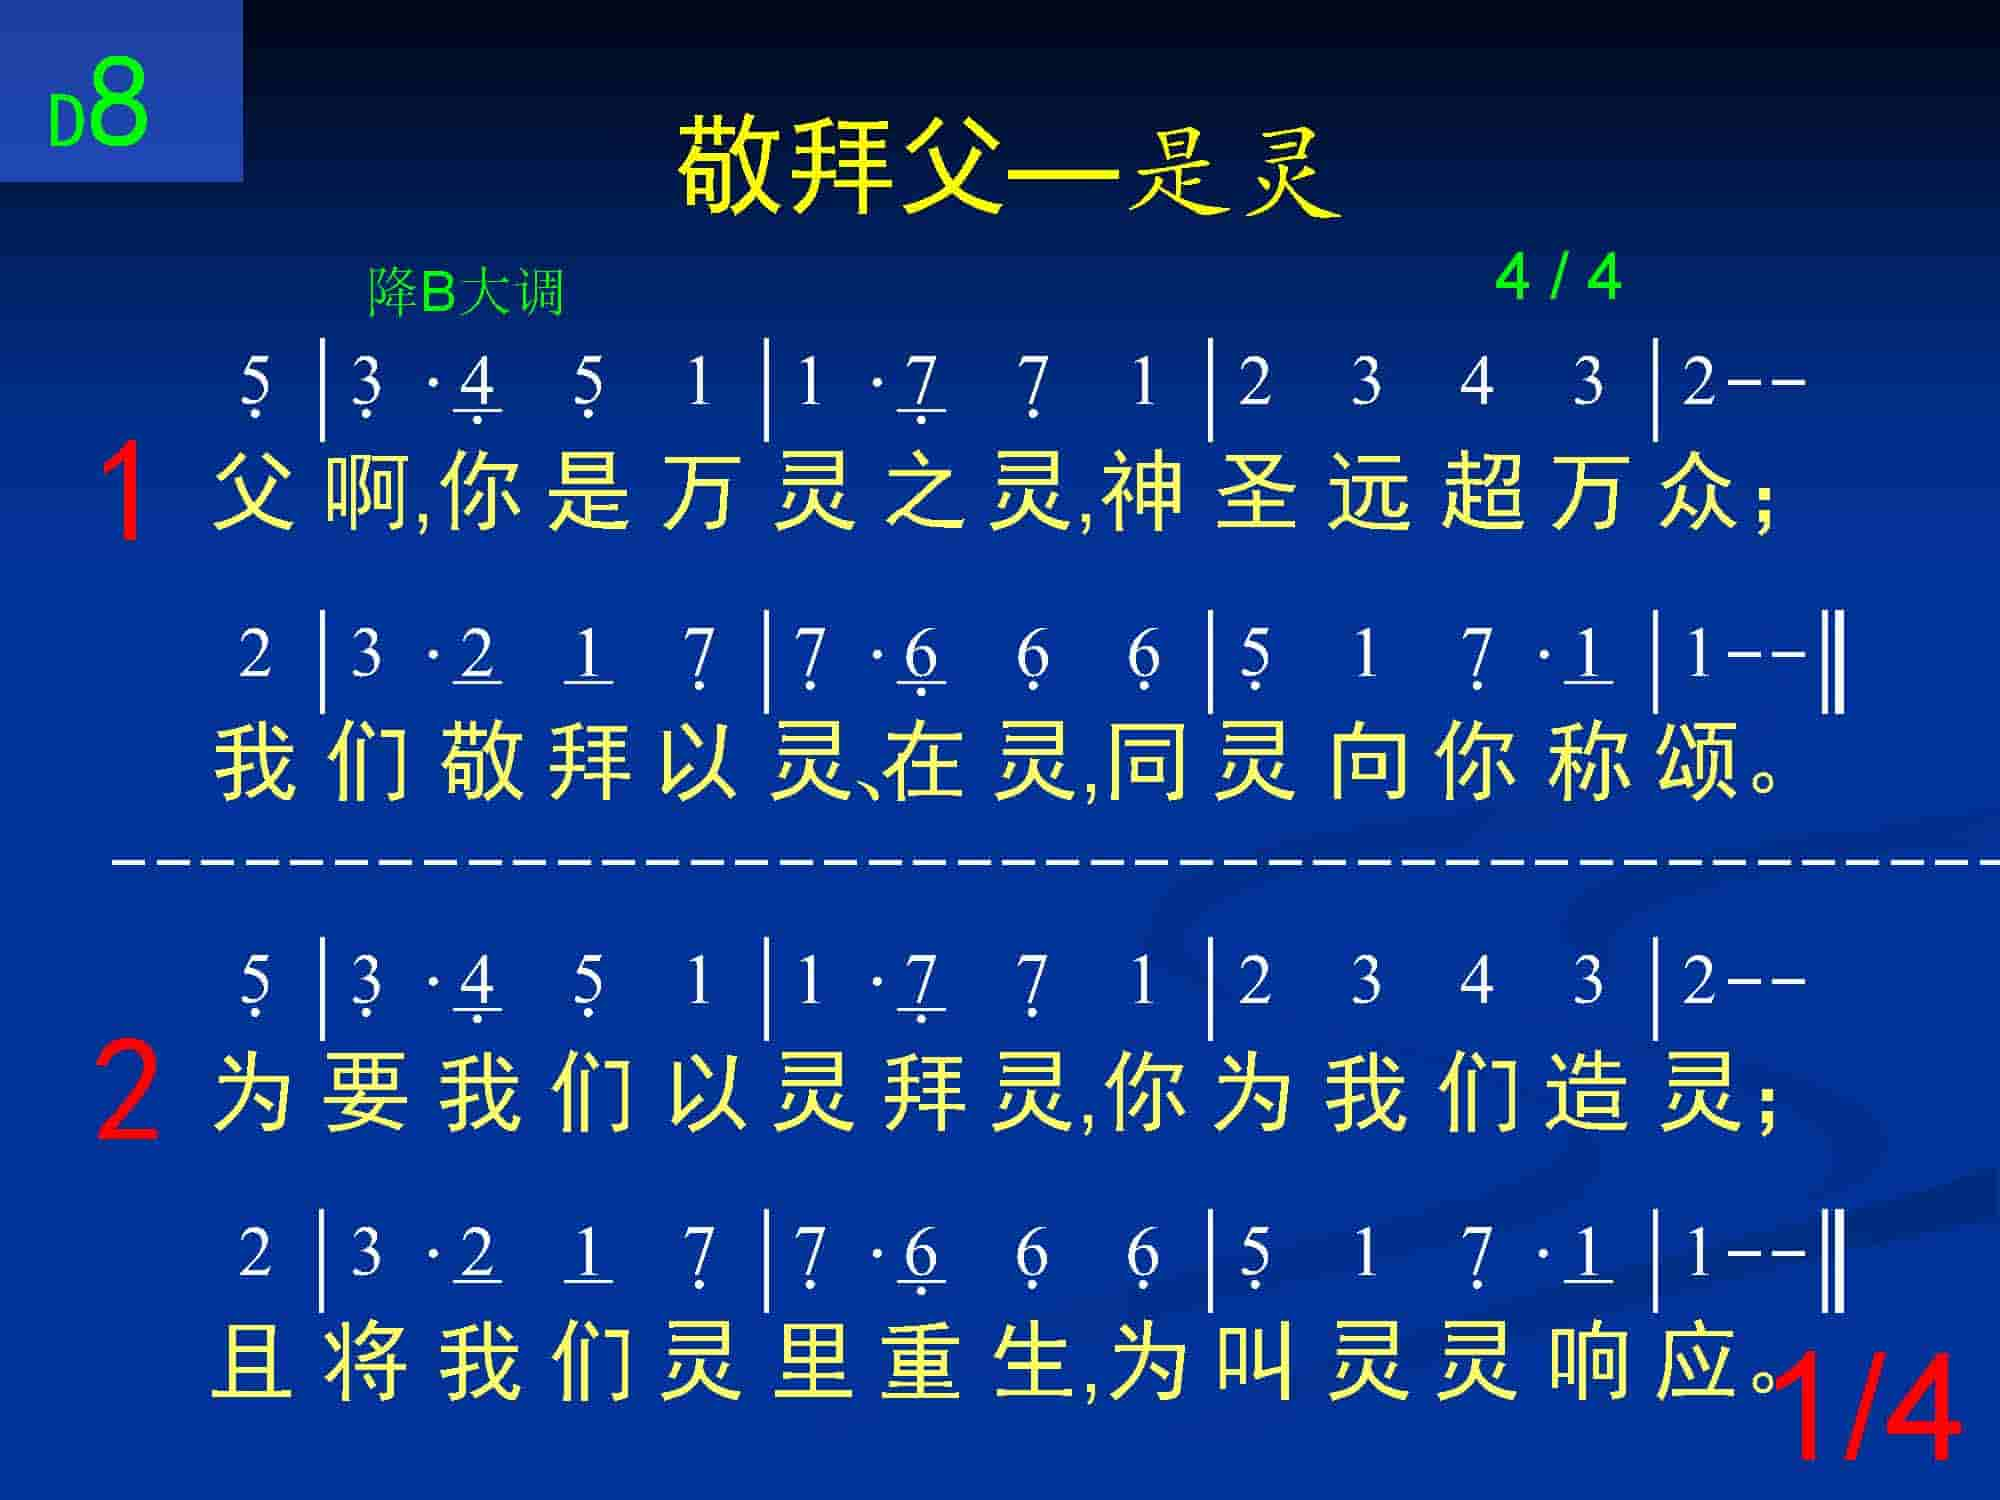 D8
敬拜父—是灵
降B大调 4 / 4
5̣ | 3̣ · 4̣ 5̣ 1 | 1 · 7̣ 7̣ 1 | 2 3 4 3 | 2--
1 父啊,你是万灵之灵,神圣远超万众;
2 | 3 · 2 1 7̣ | 7̣ · 6̣ 6̣ 6̣ | 5̣ 1 7̣ · 1 | 1--‖
我们敬拜以灵、在灵,同灵向你称颂。
5̣ | 3̣ · 4̣ 5̣ 1 | 1 · 7̣ 7̣ 1 | 2 3 4 3 | 2--
2 为要我们以灵拜灵,你为我们造灵;
2 | 3 · 2 1 7̣ | 7̣ · 6̣ 6̣ 6̣ | 5̣ 1 7̣ · 1 | 1--‖
且将我们灵里重生,为叫灵灵响应。
1/4